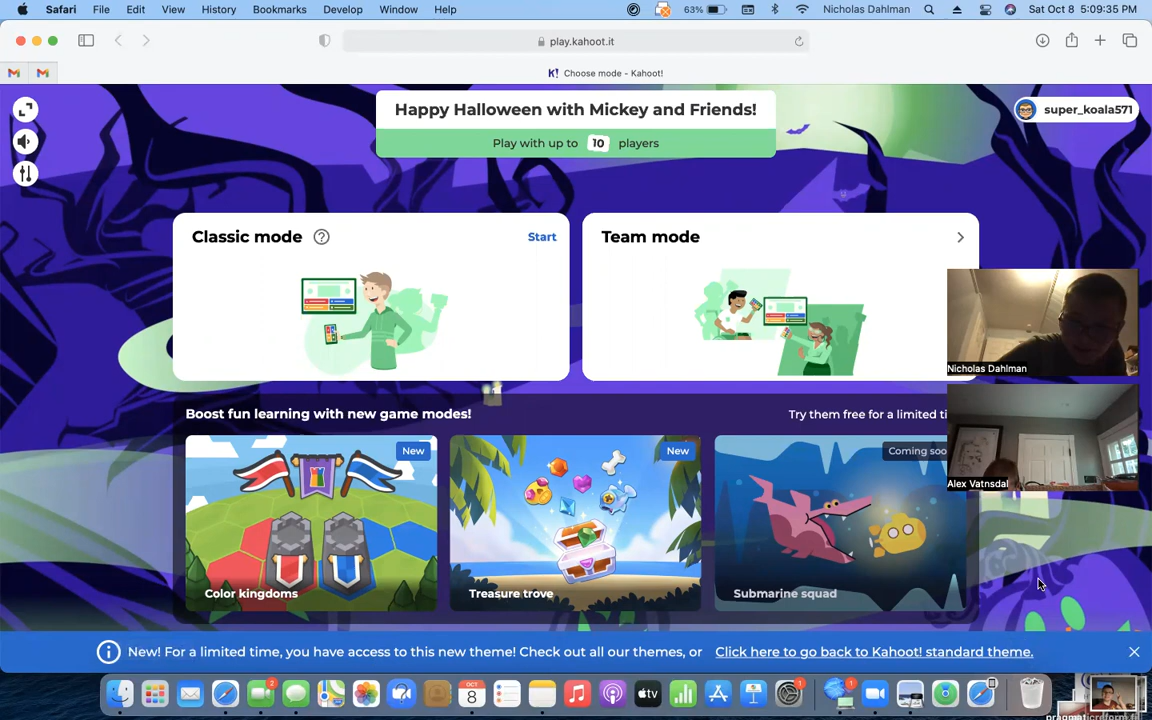 Safari File Edit View History Bookmarks Develop Window Help 63% Nicholas Dahlman Sat Oct 8 5:09:35 PM
play.kahoot.it
K! Choose mode - Kahoot!
Happy Halloween with Mickey and Friends!
Play with up to 10 players
super_koala571
Classic mode ? Start
Team mode
Nicholas Dahlman
Boost fun learning with new game modes!
Try them free for a limited ti
New
New
Coming soo
Alex Vatnsdal
Color kingdoms
Treasure trove
Submarine squad
New! For a limited time, you have access to this new theme! Check out all our themes, or Click here to go back to Kahoot! standard theme.
OCT
8
2
tv
1
1